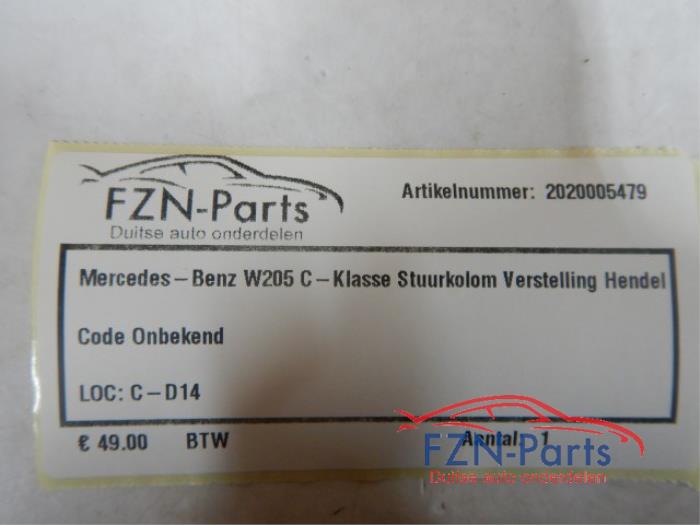 FZN-Parts
Duitse auto onderdelen
Artikelnummer: 2020005479
Mercedes-Benz W205 C-Klasse Stuurkolom Verstelling Hendel
Code Onbekend
LOC: C-D14
€ 49.00 BTW Aantal: 1
FZN-Parts
Duitse auto onderdelen